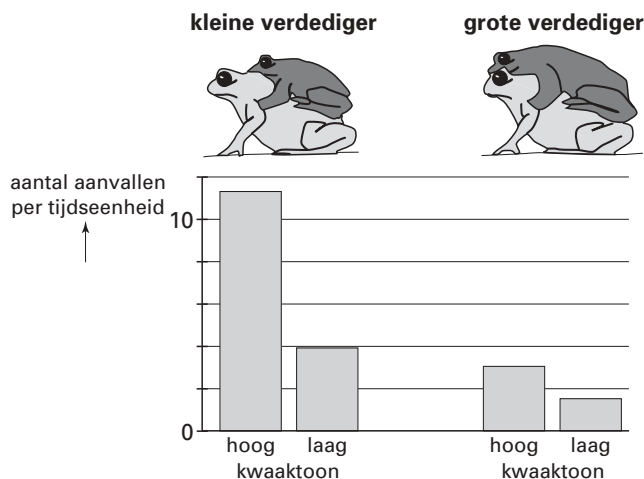 kleine verdediger
grote verdediger
aantal aanvallen
per tijdseenheid
10
0
hoog laag
kwaaktoon
hoog laag
kwaaktoon